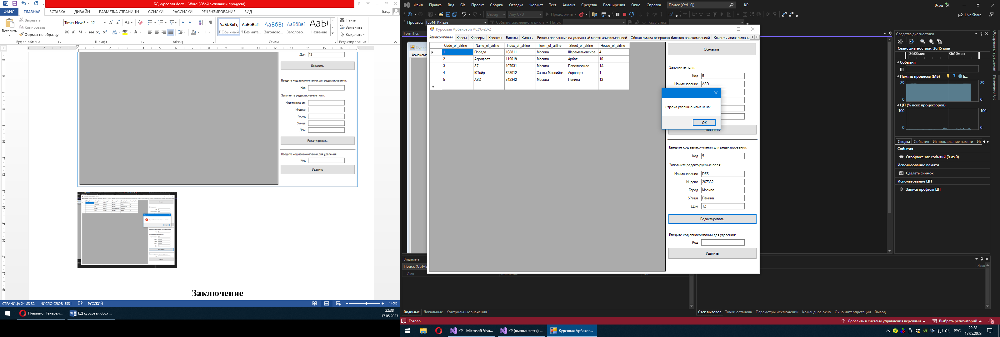 БД курсовая.docx - Word (Сбой активации продукта)
ФАЙЛ ГЛАВНАЯ ВСТАВКА ДИЗАЙН РАЗМЕТКА СТРАНИЦЫ ССЫЛКИ РАССЫЛКИ РЕЦЕНЗИРОВАНИЕ ВИД Вход
Вставить
Вырезать
Копировать
Формат по образцу
Times New R 12
Ж К Ч
АаБбВвГг, АаБбВвГг, АаБбВвГ АаБбВвГ АаЫ
¶ Обычный ¶ Без инте... Заголово... Заголово... Название
Найти
Заменить
Выделить
Буфер обмена Шрифт Абзац Стили Редактирование
Дом 12
Добавить
Введите код авиакомпании для редактирования:
Код
Заполните редактируемые поля:
Наименование
Индекс
Город
Улица
Дом
Редактировать
Введите код авиакомпании для удаления:
Код
Удалить
Заключение
СТРАНИЦА 24 ИЗ 32 ЧИСЛО СЛОВ: 5331 РУССКИЙ 140%
Плейлист Генерал... БД курсовая.docx ...
22:38
17.05.2023
Файл Правка Вид Git Проект Сборка Отладка Формат Тест Анализ Средства Расширения Окно Справка Поиск (Ctrl+Q) КР Вход
Debug Any CPU Продолжить Live Share
Процесс: [5544] KP.exe События жизненного цикла Поток: Кадр стека:
Form1.cs
Курсовая Арбаковой АСУб-20-2
Авиакомпании Кассы Кассиры Клиенты Билеты Купоны Билеты проданные за указанный месяц авиакомпанией Общая сумма от продаж билетов авиакомпанией Клиенты авиакомпани
Code_of_airline Name_of_airline Index_of_airline Town_of_airline Street_of_airline House_of_airline
1 Победа 108811 Москва Шереметьевское 4
2 Аэрофлот 119019 Москва Арбат 10
3 S7 107031 Москва Павелевское 1А
4 ЮТэйр 628012 Ханты-Мансийск Аэропорт 1
5 ASD 342342 Москва Ленина 12
Обновить
Заполните поля:
Код 5
Наименование ASD
Строка успешно изменена!
OK
Добавить
Введите код авиакомпании для редактирования:
Код 5
Заполните редактируемые поля:
Наименование DFS
Индекс 267362
Город Москва
Улица Ленина
Дом 12
Редактировать
Введите код авиакомпании для удаления:
Код
Удалить
Средства диагностики
Сеанс диагностики: 36:15 мин
36:00мин 36:10мин
События
Память процесса (МБ) Б...
29 29
0 0
ЦП (% всех процессоров)
100 100
0 0
Сводка События Использование памяти Ис
События
Отображение событий (0 из 0)
Использование памяти
Сделать снимок
Использование ЦП
Запись профиля ЦП
Обозреватель решений
Изменения Git
Видимые
Поиск (Ctrl+E
Имя Значение Тип
Язык
Видимые Локальные Контрольные значения 1
Стек вызовов Точки останова Параметры исключений Командное окно Окно интерпретации Вывод
Готово
Добавить в систему управления версиями Выбрать репозиторий 2
КР - Microsoft Visu... КР (выполняется) ... Курсовая Арбаков...
РУС
22:38
17.05.2023